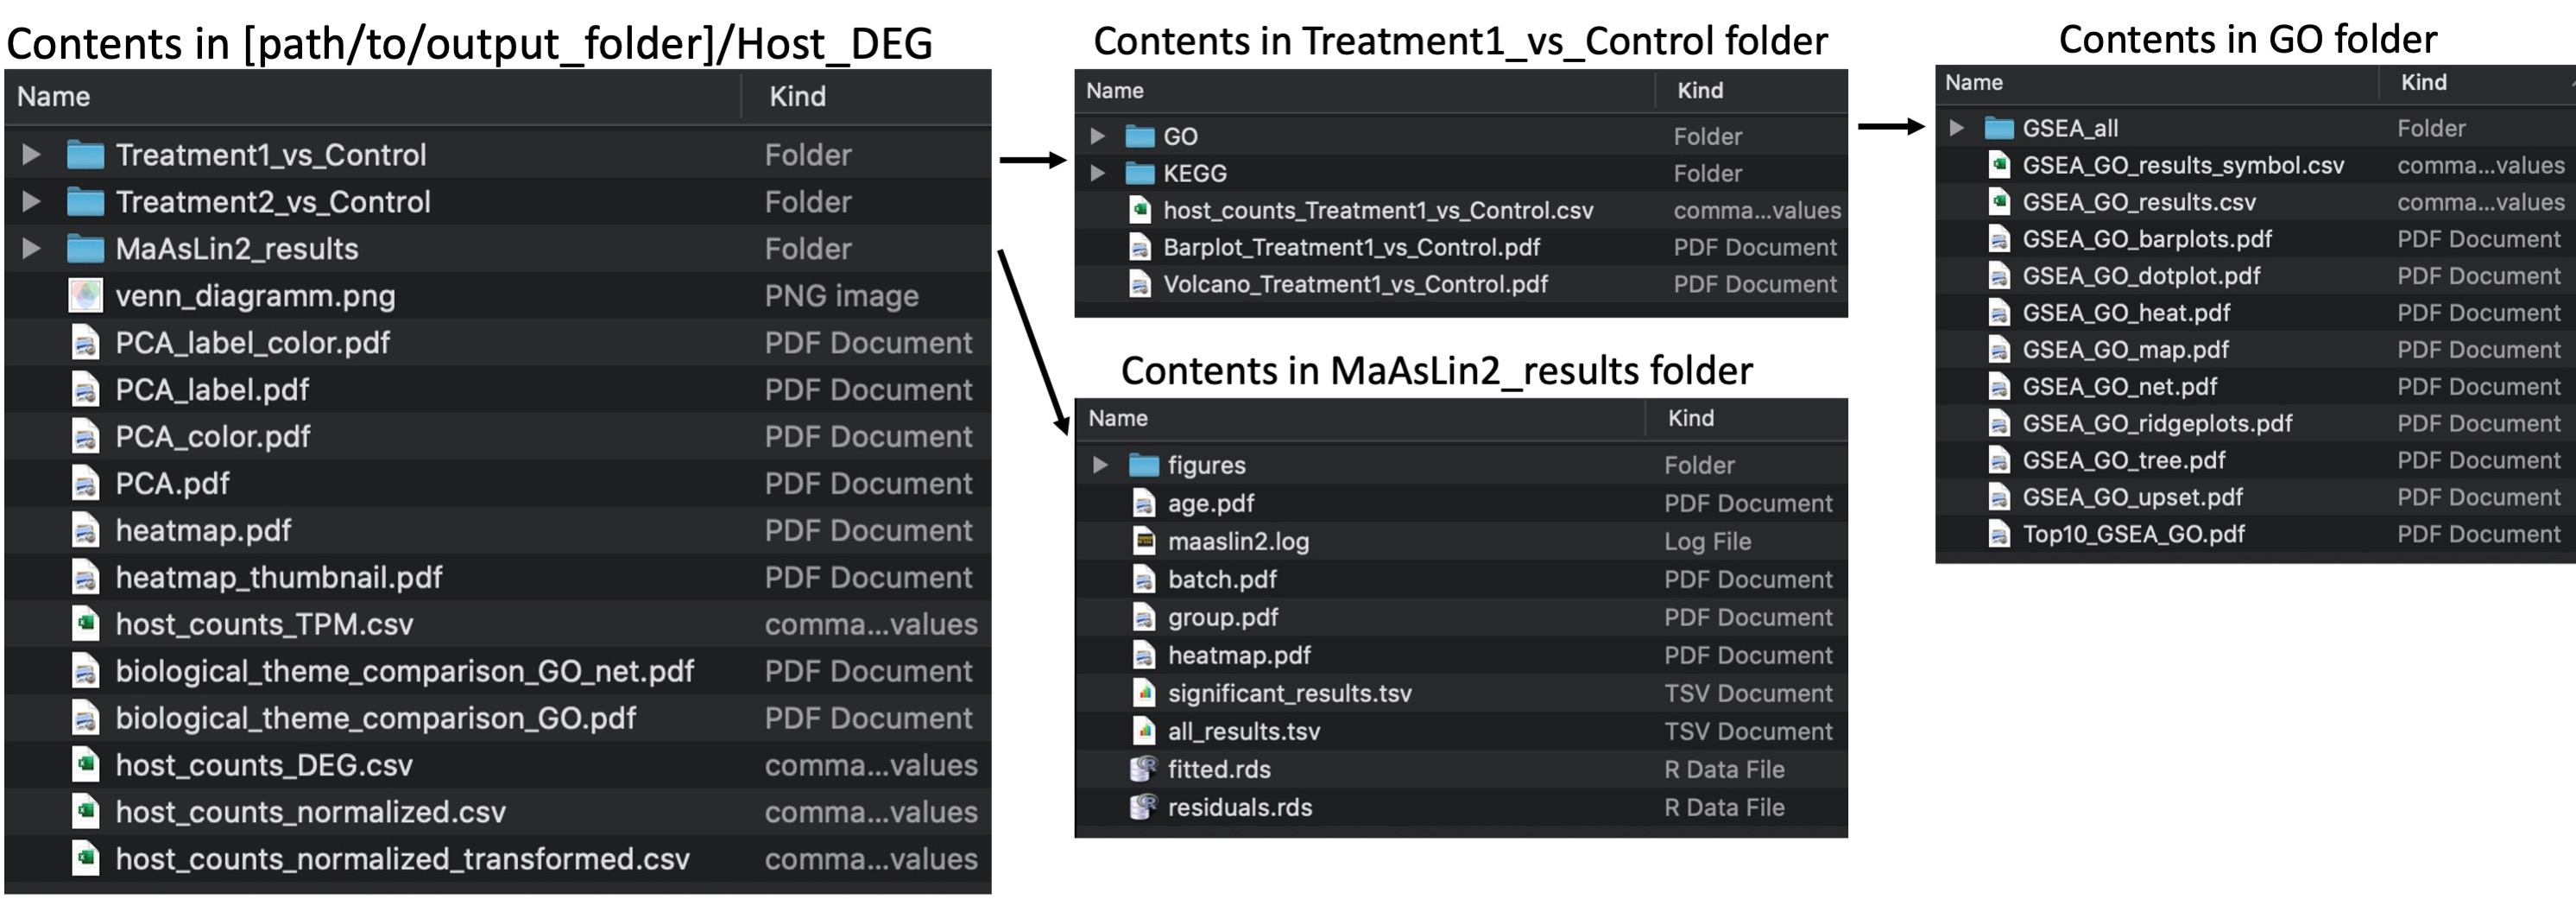 Contents in [path/to/output_folder]/Host_DEG
Name Kind
Treatment1_vs_Control Folder
Treatment2_vs_Control Folder
MaAsLin2_results Folder
venn_diagramm.png PNG image
PCA_label_color.pdf PDF Document
PCA_label.pdf PDF Document
PCA_color.pdf PDF Document
PCA.pdf PDF Document
heatmap.pdf PDF Document
heatmap_thumbnail.pdf PDF Document
host_counts_TPM.csv comma...values
biological_theme_comparison_GO_net.pdf PDF Document
biological_theme_comparison_GO.pdf PDF Document
host_counts_DEG.csv comma...values
host_counts_normalized.csv comma...values
host_counts_normalized_transformed.csv comma...values
Contents in Treatment1_vs_Control folder
Name Kind
GO Folder
KEGG Folder
host_counts_Treatment1_vs_Control.csv comma...values
Barplot_Treatment1_vs_Control.pdf PDF Document
Volcano_Treatment1_vs_Control.pdf PDF Document
Contents in MaAsLin2_results folder
Name Kind
figures Folder
age.pdf PDF Document
maaslin2.log Log File
batch.pdf PDF Document
group.pdf PDF Document
heatmap.pdf PDF Document
significant_results.tsv TSV Document
all_results.tsv TSV Document
fitted.rds R Data File
residuals.rds R Data File
Contents in GO folder
Name Kind
GSEA_all Folder
GSEA_GO_results_symbol.csv comma...values
GSEA_GO_results.csv comma...values
GSEA_GO_barplots.pdf PDF Document
GSEA_GO_dotplot.pdf PDF Document
GSEA_GO_heat.pdf PDF Document
GSEA_GO_map.pdf PDF Document
GSEA_GO_net.pdf PDF Document
GSEA_GO_ridgeplots.pdf PDF Document
GSEA_GO_tree.pdf PDF Document
GSEA_GO_upset.pdf PDF Document
Top10_GSEA_GO.pdf PDF Document